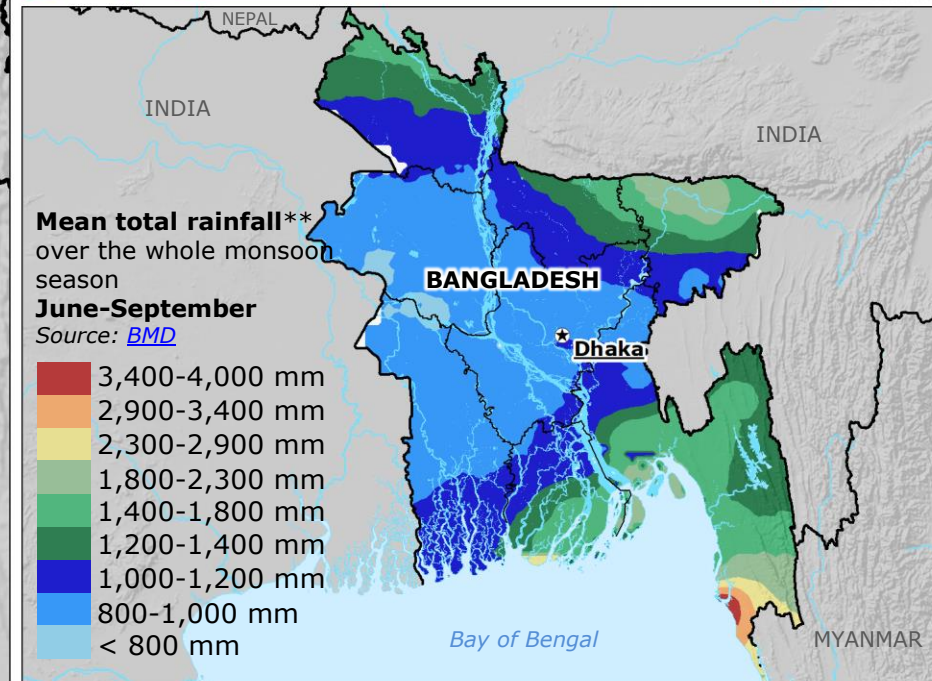 NEPAL
INDIA
INDIA
Mean total rainfall**
over the whole monsoon
season
June-September
Source: BMD
BANGLADESH
Dhaka
3,400-4,000 mm
2,900-3,400 mm
2,300-2,900 mm
1,800-2,300 mm
1,400-1,800 mm
1,200-1,400 mm
1,000-1,200 mm
800-1,000 mm
< 800 mm
Bay of Bengal
MYANMAR